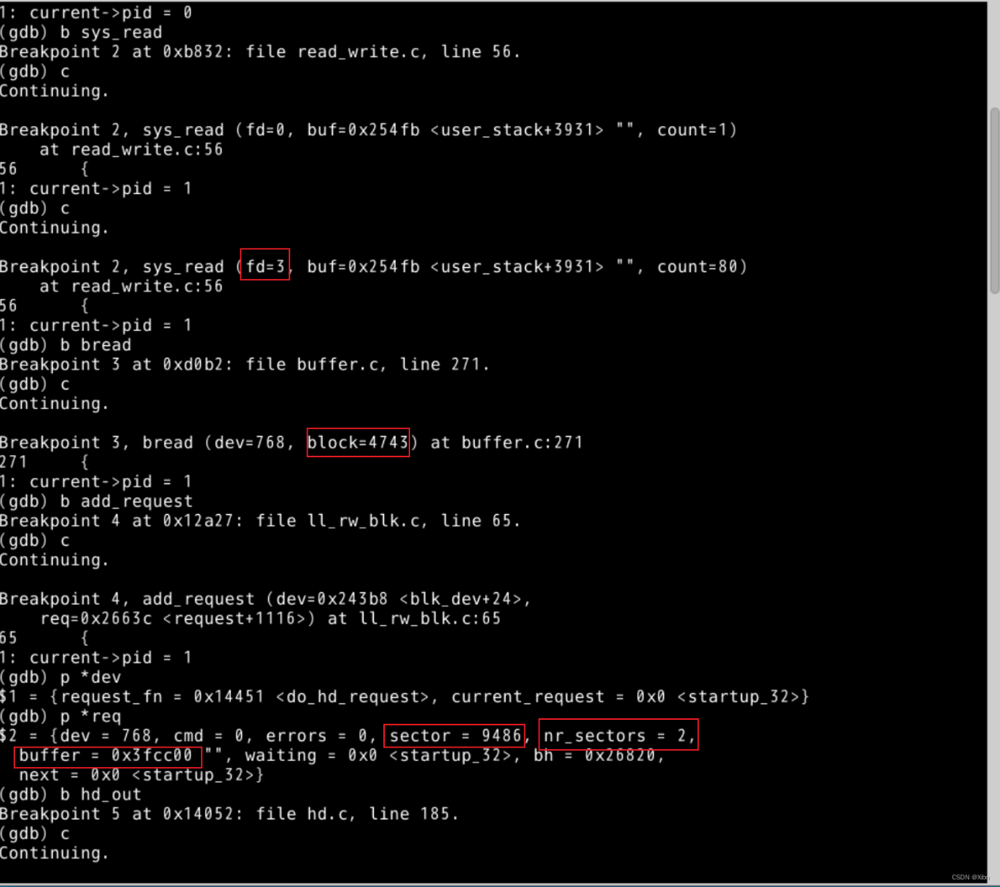 1: current->pid = 0
(gdb) b sys_read
Breakpoint 2 at 0xb832: file read_write.c, line 56.
(gdb) c
Continuing.
Breakpoint 2, sys_read (fd=0, buf=0x254fb <user_stack+3931> "", count=1)
at read_write.c:56
56 {
1: current->pid = 1
(gdb) c
Continuing.
Breakpoint 2, sys_read (fd=3, buf=0x254fb <user_stack+3931> "", count=80)
at read_write.c:56
56 {
1: current->pid = 1
(gdb) b bread
Breakpoint 3 at 0xd0b2: file buffer.c, line 271.
(gdb) c
Continuing.
Breakpoint 3, bread (dev=768, block=4743) at buffer.c:271
271 {
1: current->pid = 1
(gdb) b add_request
Breakpoint 4 at 0x12a27: file ll_rw_blk.c, line 65.
(gdb) c
Continuing.
Breakpoint 4, add_request (dev=0x243b8 <blk_dev+24>,
req=0x2663c <request+1116>) at ll_rw_blk.c:65
65 {
1: current->pid = 1
(gdb) p *dev
$1 = {request_fn = 0x14451 <do_hd_request>, current_request = 0x0 <startup_32>}
(gdb) p *req
$2 = {dev = 768, cmd = 0, errors = 0, sector = 9486, nr_sectors = 2,
buffer = 0x3fcc00 "", waiting = 0x0 <startup_32>, bh = 0x26820,
next = 0x0 <startup_32>}
(gdb) b hd_out
Breakpoint 5 at 0x14052: file hd.c, line 185.
(gdb) c
Continuing.
CSDN